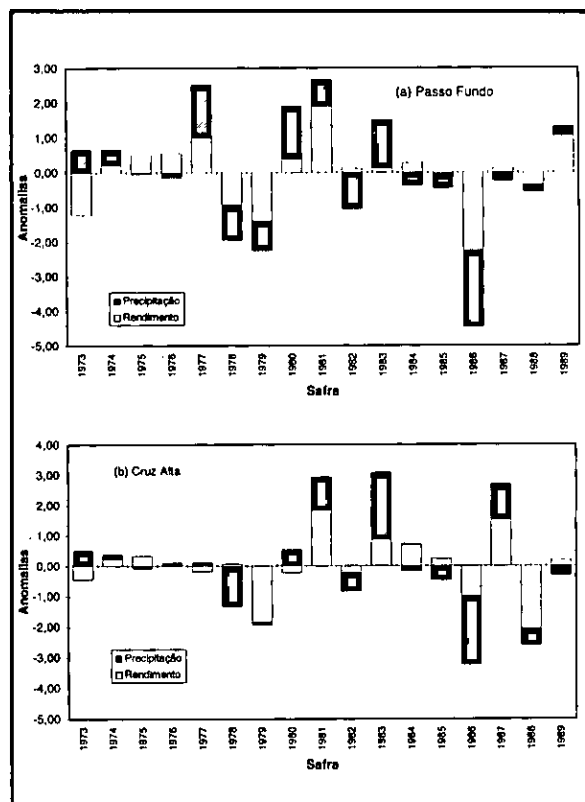 (a) Passo Fundo
3,00
2,00
1,00
0,00
-1,00
-2,00
-3,00
-4,00
-5,00
Anomalias
Precipitação
Rendimento
1973 1974 1975 1976 1977 1978 1979 1980 1981 1982 1983 1984 1985 1986 1987 1988 1989
Safra
(b) Cruz Alta
4,00
3,00
2,00
1,00
0,00
-1,00
-2,00
-3,00
-4,00
-5,00
Anomalias
Precipitação
Rendimento
1973 1974 1975 1976 1977 1978 1979 1980 1981 1982 1983 1984 1985 1986 1987 1988 1989
Safra